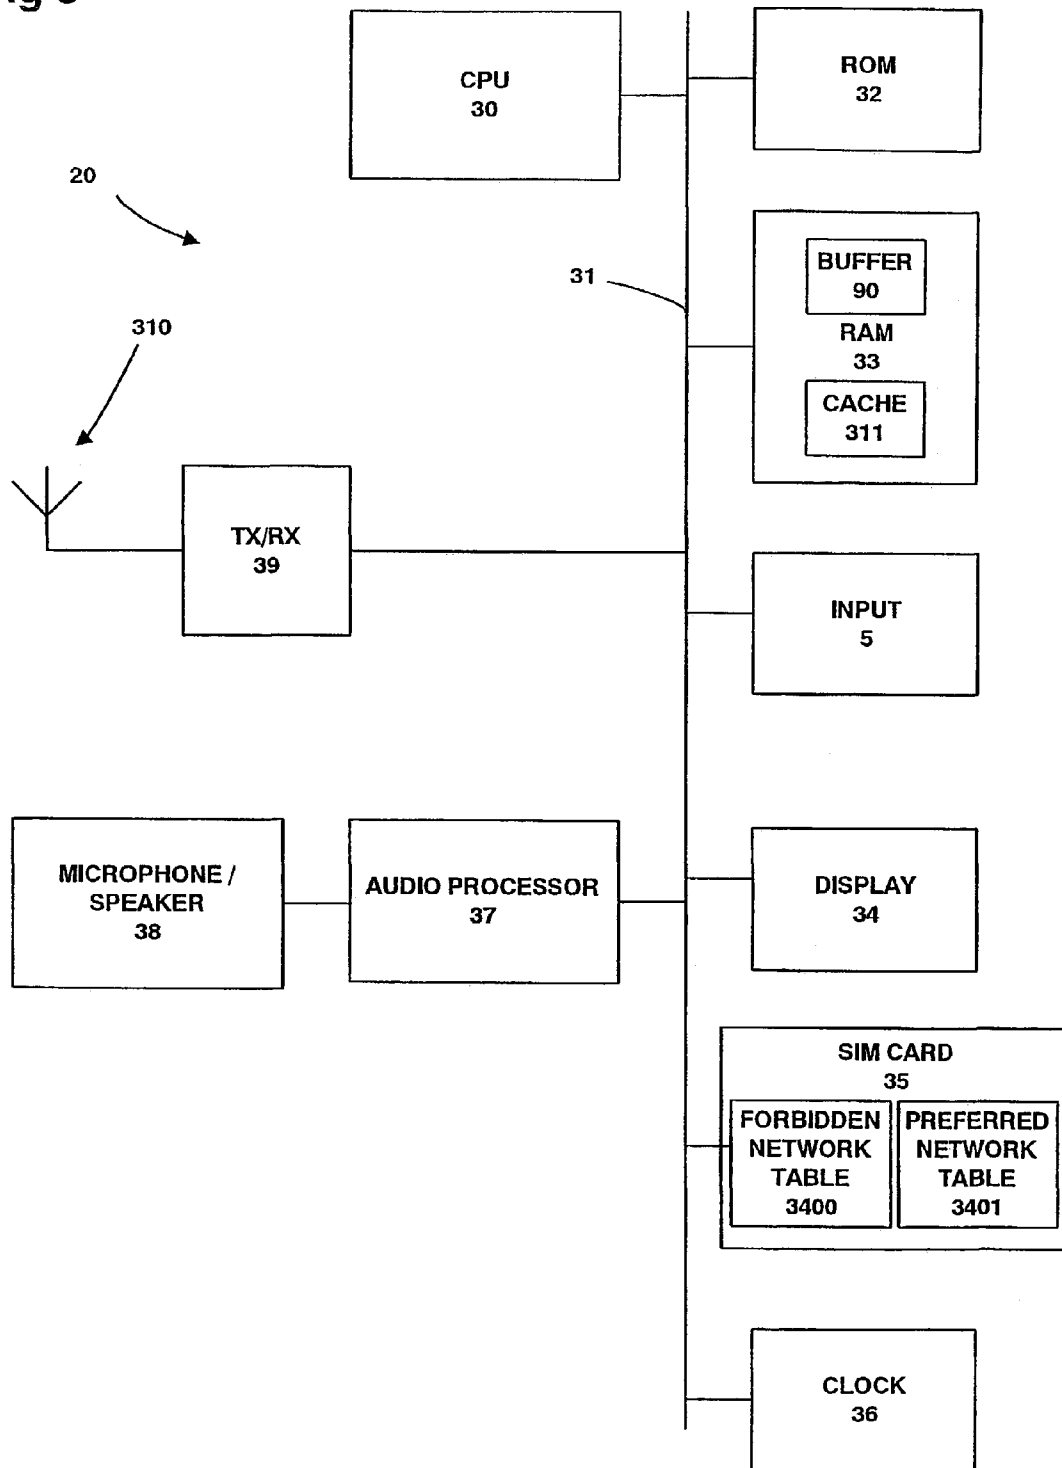 CPU
30
ROM
32
20
BUFFER
90
31
RAM
33
310
CACHE
311
TX/RX
39
INPUT
5
MICROPHONE /
SPEAKER
38
AUDIO PROCESSOR
37
DISPLAY
34
SIM CARD
35
FORBIDDEN
NETWORK
TABLE
3400
PREFERRED
NETWORK
TABLE
3401
CLOCK
36